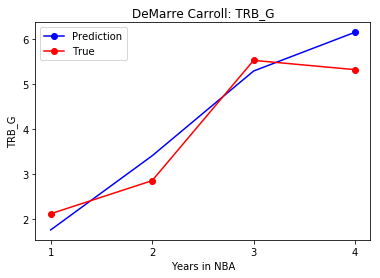 DeMarre Carroll: TRB_G
Prediction
True
TRB_G
6
5
4
3
2
1
2
3
4
Years in NBA